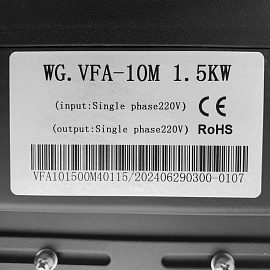 WG.VFA-10M 1.5KW
(input:Single phase220V) CE
(output:Single phase220V) RoHS
VFA101500M40115/202406290300-0107